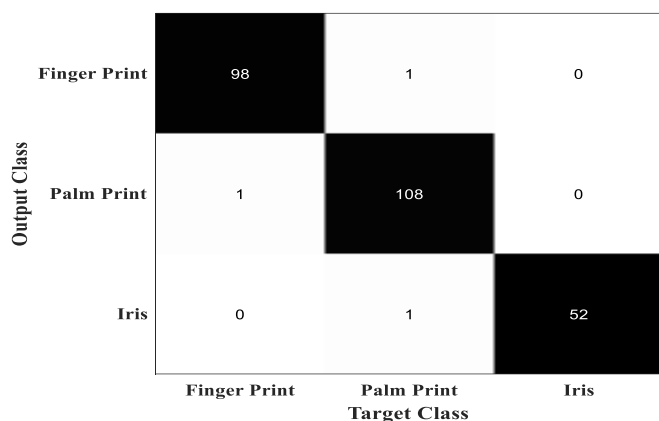 Finger Print 98 1 0
Palm Print 1 108 0
Iris 0 1 52
Finger Print Palm Print Iris
Target Class
Output Class